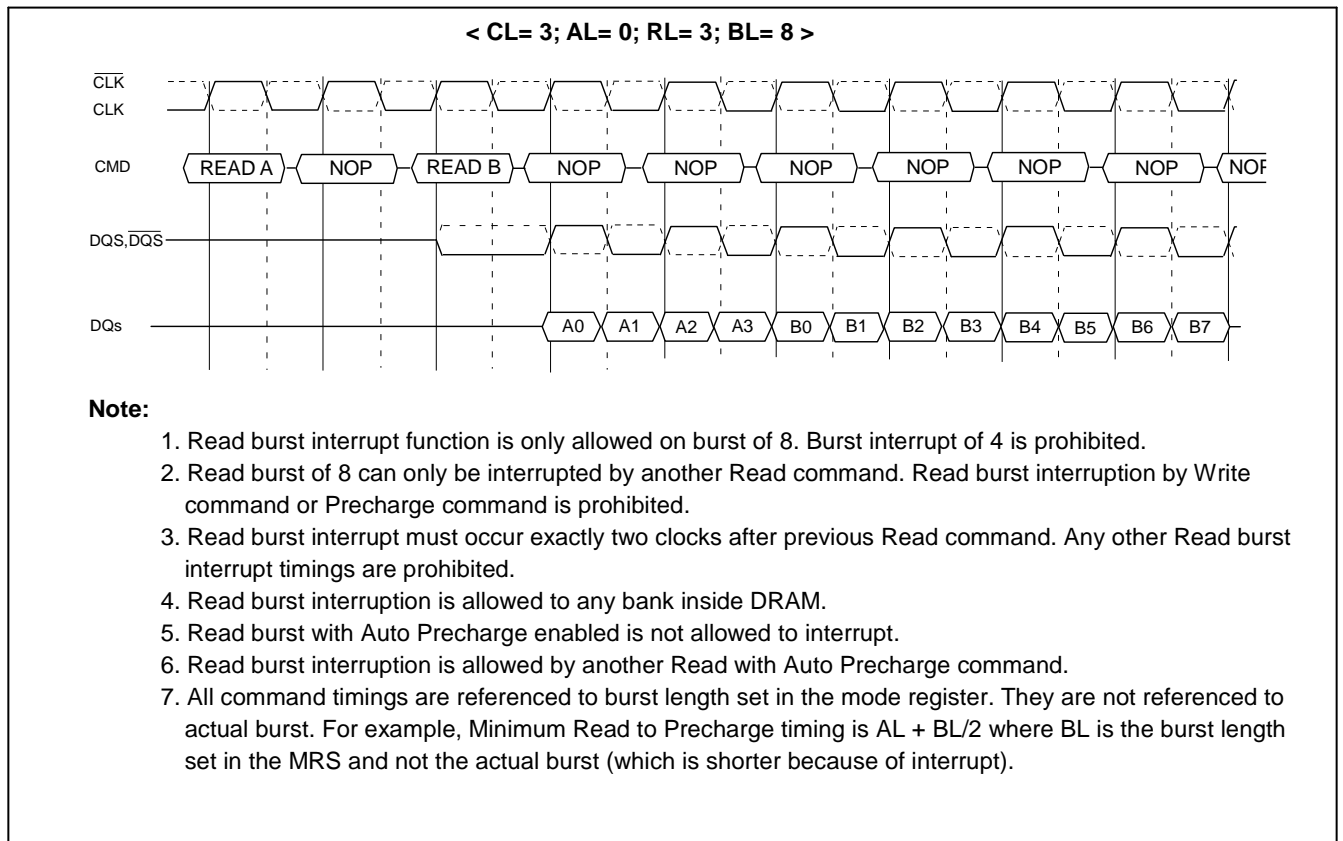 < CL= 3; AL= 0; RL= 3; BL= 8 >
CLK
CLK
CMD READ A NOP READ B NOP NOP NOP NOP NOP NOP NOP
DQS,DQS
DQs A0 A1 A2 A3 B0 B1 B2 B3 B4 B5 B6 B7
Note:
1. Read burst interrupt function is only allowed on burst of 8. Burst interrupt of 4 is prohibited.
2. Read burst of 8 can only be interrupted by another Read command. Read burst interruption by Write
command or Precharge command is prohibited.
3. Read burst interrupt must occur exactly two clocks after previous Read command. Any other Read burst
interrupt timings are prohibited.
4. Read burst interruption is allowed to any bank inside DRAM.
5. Read burst with Auto Precharge enabled is not allowed to interrupt.
6. Read burst interruption is allowed by another Read with Auto Precharge command.
7. All command timings are referenced to burst length set in the mode register. They are not referenced to
actual burst. For example, Minimum Read to Precharge timing is AL + BL/2 where BL is the burst length
set in the MRS and not the actual burst (which is shorter because of interrupt).